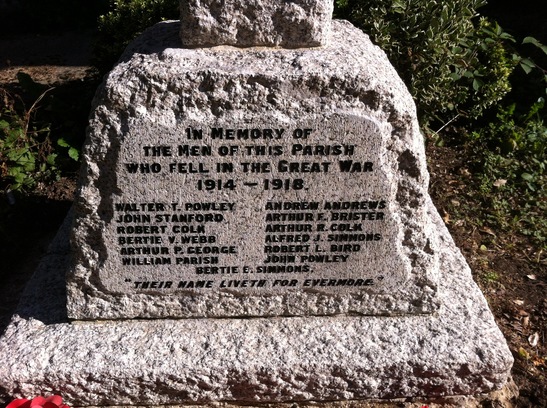 IN MEMORY OF
THE MEN OF THIS PARISH
WHO FELL IN THE GREAT WAR
1914 - 1918.
WALTER T. POWLEY
JOHN STANFORD
ROBERT COLK
BERTIE V. WEBB
ARTHUR P. GEORGE
WILLIAM PARISH
ANDREW ANDREWS
ARTHUR E. BRISTER
ARTHUR R. COLK
ALFRED J. SIMMONS
ROBERT L. BIRD
JOHN POWLEY
BERTIE E. SIMMONS.
"THEIR NAME LIVETH FOR EVERMORE."